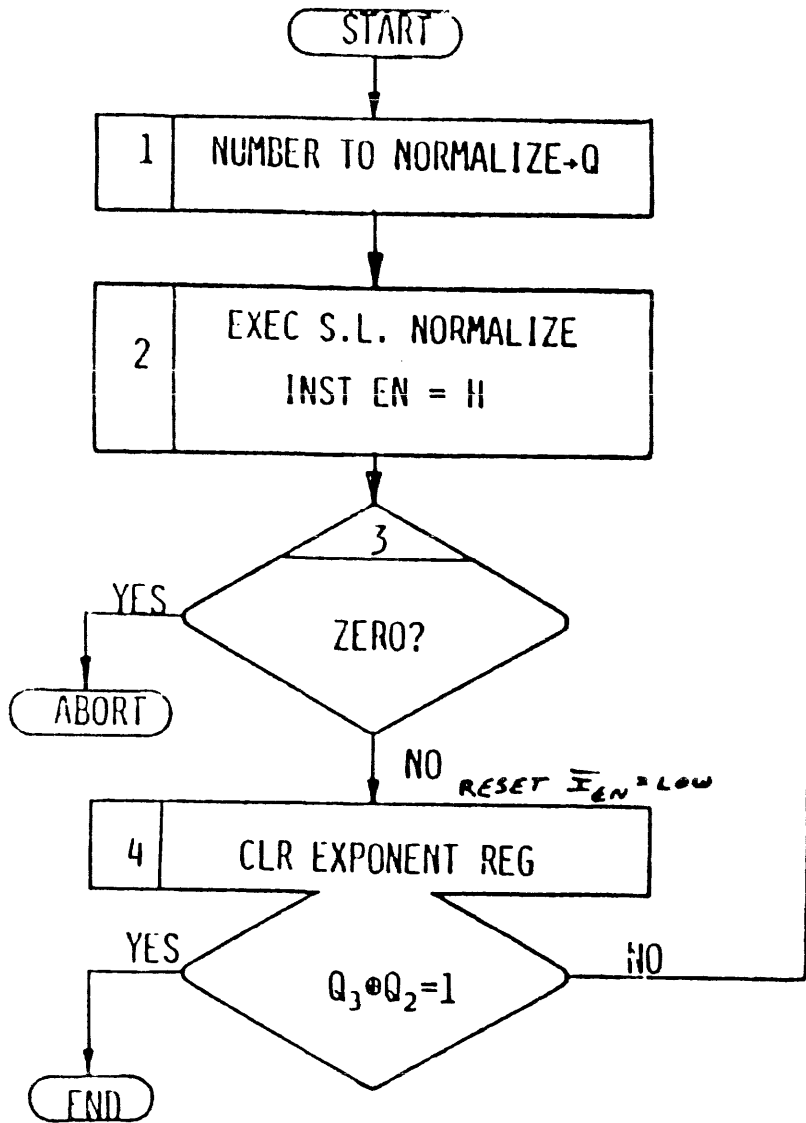 START
1 NUMBER TO NORMALIZE→Q
2 EXEC S.L. NORMALIZE
INST EN = H
3
ZERO?
YES
ABORT
NO
RESET I̅EN = LOW
4 CLR EXPONENT REG
YES
Q3⊕Q2=1
NO
END